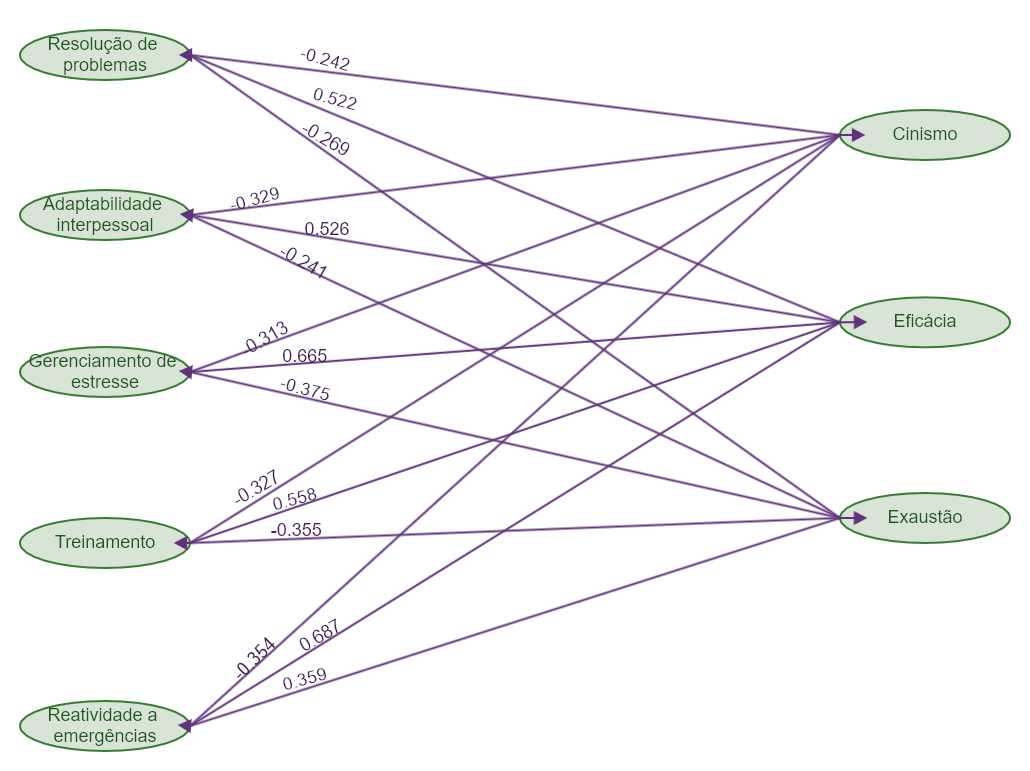 Resolução de
problemas
-0.242
0.522
-0.269
Cinismo
Adaptabilidade
interpessoal
-0.329
0.526
-0.241
Eficácia
Gerenciamento de
estresse
0.313
0.665
-0.375
Treinamento
-0.327
0.558
-0.355
Exaustão
Reatividade a
emergências
-0.354
0.687
0.359